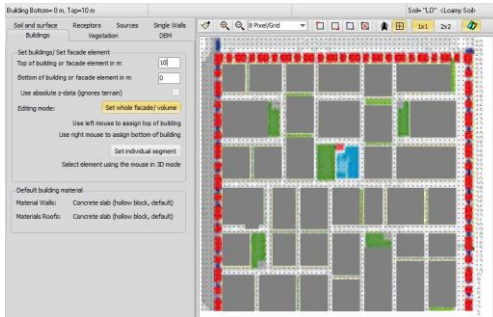 Building Bottom= 0 m, Top=10 m
Soil= "LO" <Loamy Soil>
Soil and surface Receptors Sources Single Walls
Buildings Vegetation DEM
8 Pixel/Grid
1x1 2x2
Set buildings/ Set facade element
Top of building or facade element in m: 10
Bottom of building or facade element in m: 0
Use absolute z-data (ignores terrain)
Editing mode: Set whole facade/ volume
Use left mouse to assign top of building
Use right mouse to assign bottom of building
Set individual segment
Select element using the mouse in 3D mode
Default building material
Material Walls: Concrete slab (hollow block, default)
Materials Roofs: Concrete slab (hollow block, default)